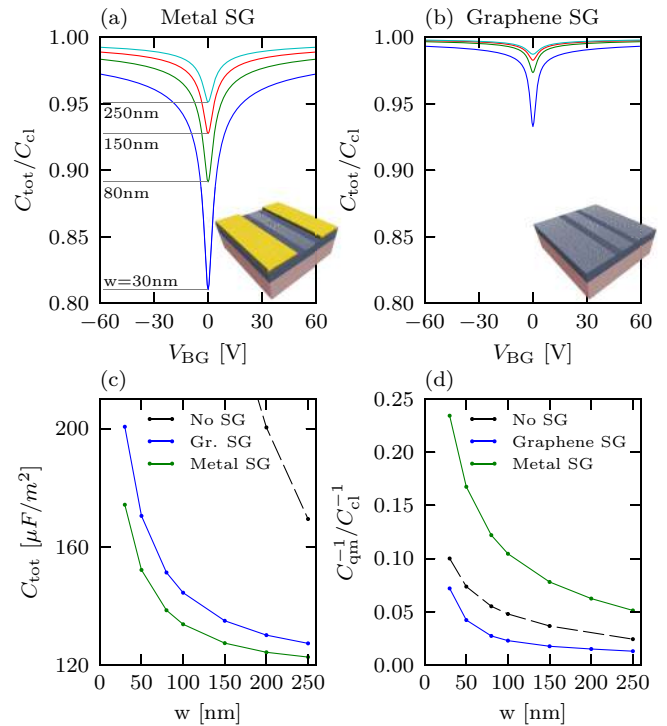 (a) Metal SG
(b) Graphene SG
1.00
0.95
0.90
0.85
0.80
C_tot/C_cl
250nm
150nm
80nm
w=30nm
−60 −30 0 30 60
V_BG [V]
1.00
0.95
0.90
0.85
0.80
C_tot/C_cl
−60 −30 0 30 60
V_BG [V]
(c)
200
160
120
C_tot [μF/m²]
No SG
Gr. SG
Metal SG
0 50 100 150 200 250
w [nm]
(d)
0.25
0.20
0.15
0.10
0.05
0.00
C_qm⁻¹/C_cl⁻¹
No SG
Graphene SG
Metal SG
0 50 100 150 200 250
w [nm]